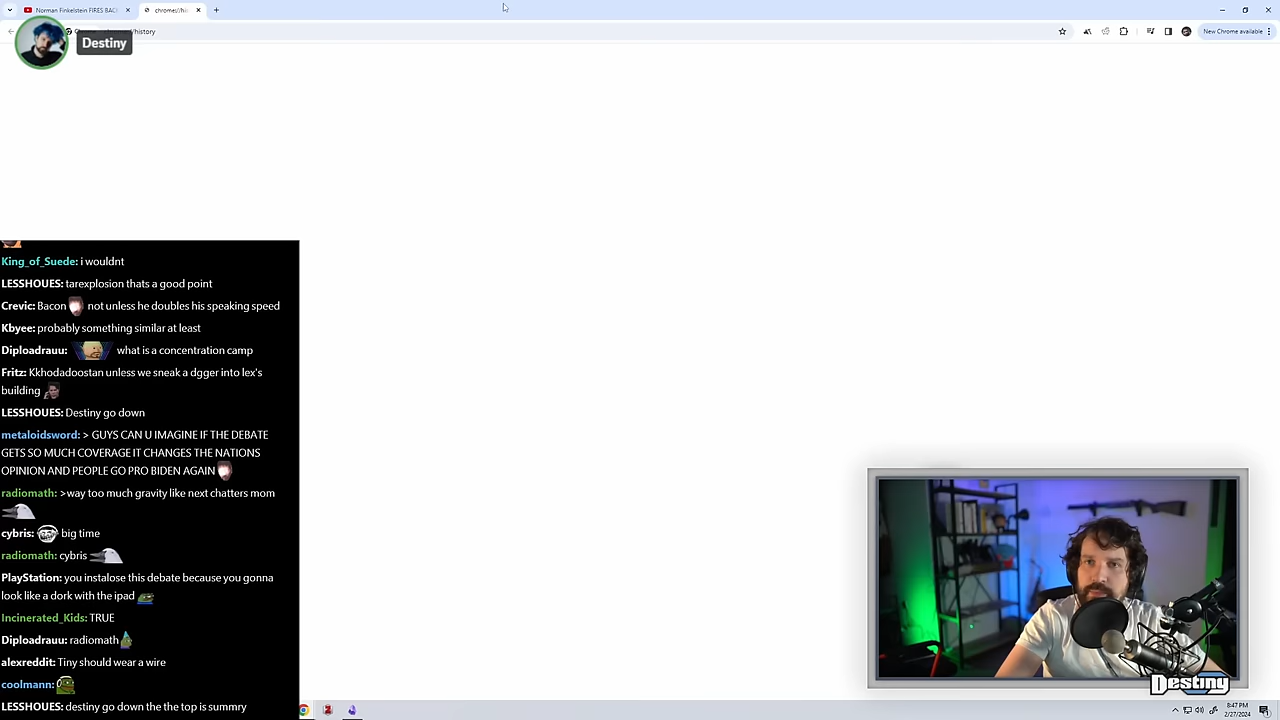 Norman Finkelstein FIRES BAC
chrome://hi
history
New Chrome available
Destiny
King_of_Suede: i wouldnt
LESSHOUES: tarexplosion thats a good point
Crevic: Bacon not unless he doubles his speaking speed
Kbyee: probably something similar at least
Diploadrauu: what is a concentration camp
Fritz: Kkhodadoostan unless we sneak a dgger into lex's
building
LESSHOUES: Destiny go down
metaloidsword: > GUYS CAN U IMAGINE IF THE DEBATE
GETS SO MUCH COVERAGE IT CHANGES THE NATIONS
OPINION AND PEOPLE GO PRO BIDEN AGAIN
radiomath: >way too much gravity like next chatters mom
cybris: big time
radiomath: cybris
PlayStation: you instalose this debate because you gonna
look like a dork with the ipad
Incinerated_Kids: TRUE
Diploadrauu: radiomath
alexreddit: Tiny should wear a wire
coolmann:
LESSHOUES: destiny go down the the top is summry
Destiny
8:47 PM
2/27/2024